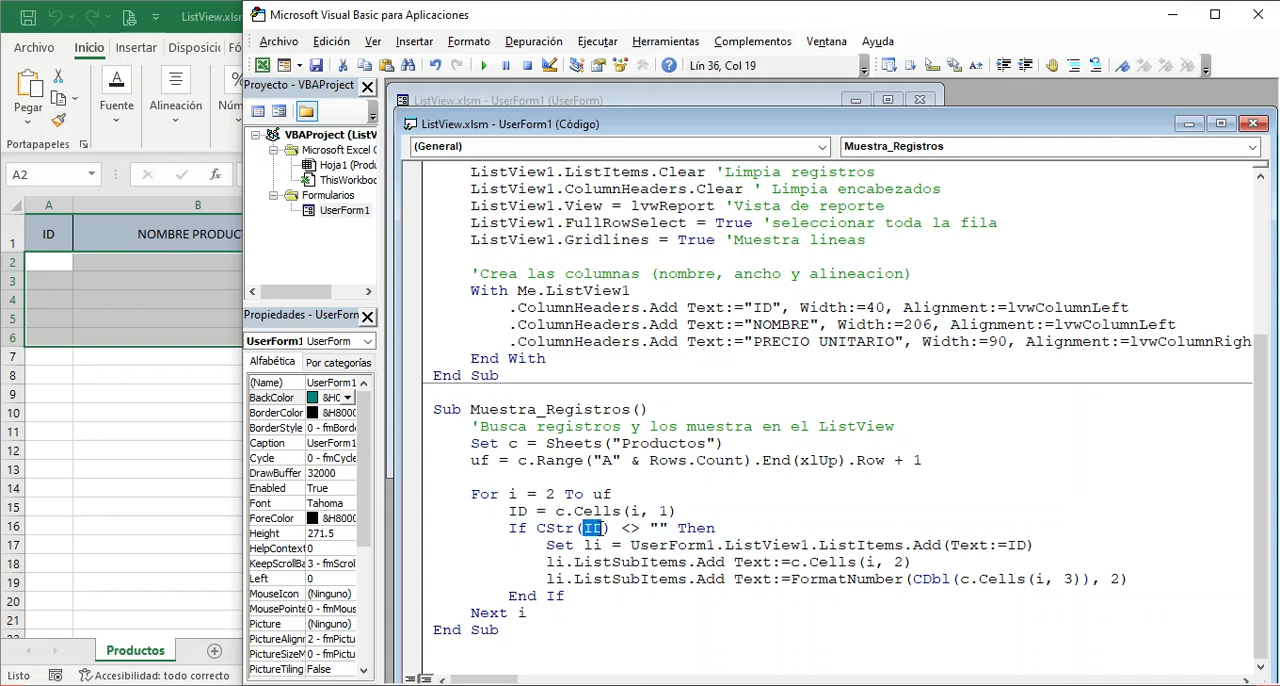 ListView.xlsm
Archivo Inicio Insertar Disposici Fó
Pegar
Fuente
Alineación
Núm
Portapapeles
A2
fx
A B
1 ID NOMBRE PRODUCT
2
3
4
5
6
7
8
9
10
11
12
13
14
15
16
17
18
19
20
21
Productos
Listo Accesibilidad: todo correcto
Microsoft Visual Basic para Aplicaciones
Archivo Edición Ver Insertar Formato Depuración Ejecutar Herramientas Complementos Ventana Ayuda
Lín 36, Col 19
Proyecto - VBAProject
VBAProject (ListV
Microsoft Excel O
Hoja1 (Produ
ThisWorkboo
Formularios
UserForm1
Propiedades - UserForm
UserForm1 UserForm
Alfabética Por categorías
(Name) UserForm1
BackColor &H0
BorderColor &H8000
BorderStyle 0 - fmBord
Caption UserForm1
Cycle 0 - fmCycle
DrawBuffer 32000
Enabled True
Font Tahoma
ForeColor &H8000
Height 271.5
HelpContext 0
KeepScrollBa 3 - fmScrol
Left 0
MouseIcon (Ninguno)
MousePointe 0 - fmMous
Picture (Ninguno)
PictureAlignm 2 - fmPictu
PictureSizeM 0 - fmPictu
PictureTiling False
ListView.xlsm - UserForm1 (UserForm)
ListView.xlsm - UserForm1 (Código)
(General) Muestra_Registros
ListView1.ListItems.Clear 'Limpia registros
ListView1.ColumnHeaders.Clear ' Limpia encabezados
ListView1.View = lvwReport 'Vista de reporte
ListView1.FullRowSelect = True 'seleccionar toda la fila
ListView1.Gridlines = True 'Muestra lineas
'Crea las columnas (nombre, ancho y alineacion)
With Me.ListView1
.ColumnHeaders.Add Text:="ID", Width:=40, Alignment:=lvwColumnLeft
.ColumnHeaders.Add Text:="NOMBRE", Width:=206, Alignment:=lvwColumnLeft
.ColumnHeaders.Add Text:="PRECIO UNITARIO", Width:=90, Alignment:=lvwColumnRigh
End With
End Sub
Sub Muestra_Registros()
'Busca registros y los muestra en el ListView
Set c = Sheets("Productos")
uf = c.Range("A" & Rows.Count).End(xlUp).Row + 1
For i = 2 To uf
ID = c.Cells(i, 1)
If CStr(ID) <> "" Then
Set li = UserForm1.ListView1.ListItems.Add(Text:=ID)
li.ListSubItems.Add Text:=c.Cells(i, 2)
li.ListSubItems.Add Text:=FormatNumber(CDbl(c.Cells(i, 3)), 2)
End If
Next i
End Sub